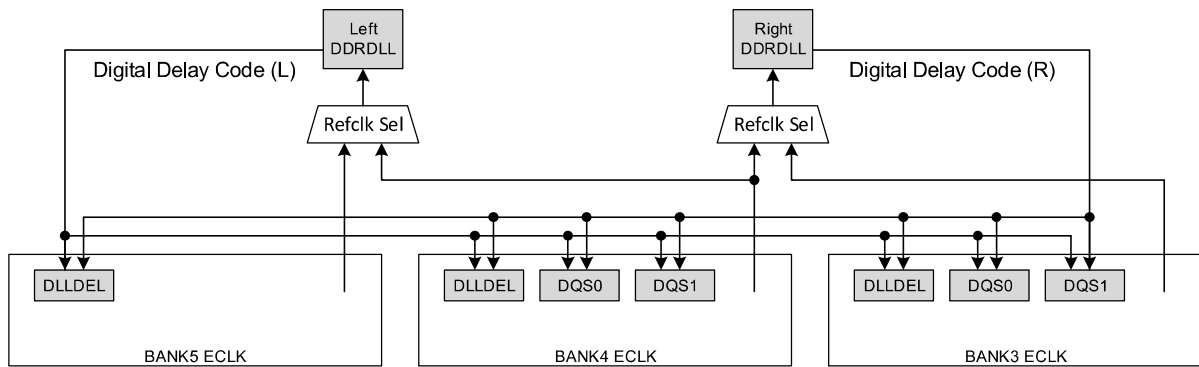 Left
DDRDLL
Right
DDRDLL
Digital Delay Code (L)
Digital Delay Code (R)
Refclk Sel
Refclk Sel
DLLDEL
DLLDEL
DQS0
DQS1
DLLDEL
DQS0
DQS1
BANK5 ECLK
BANK4 ECLK
BANK3 ECLK